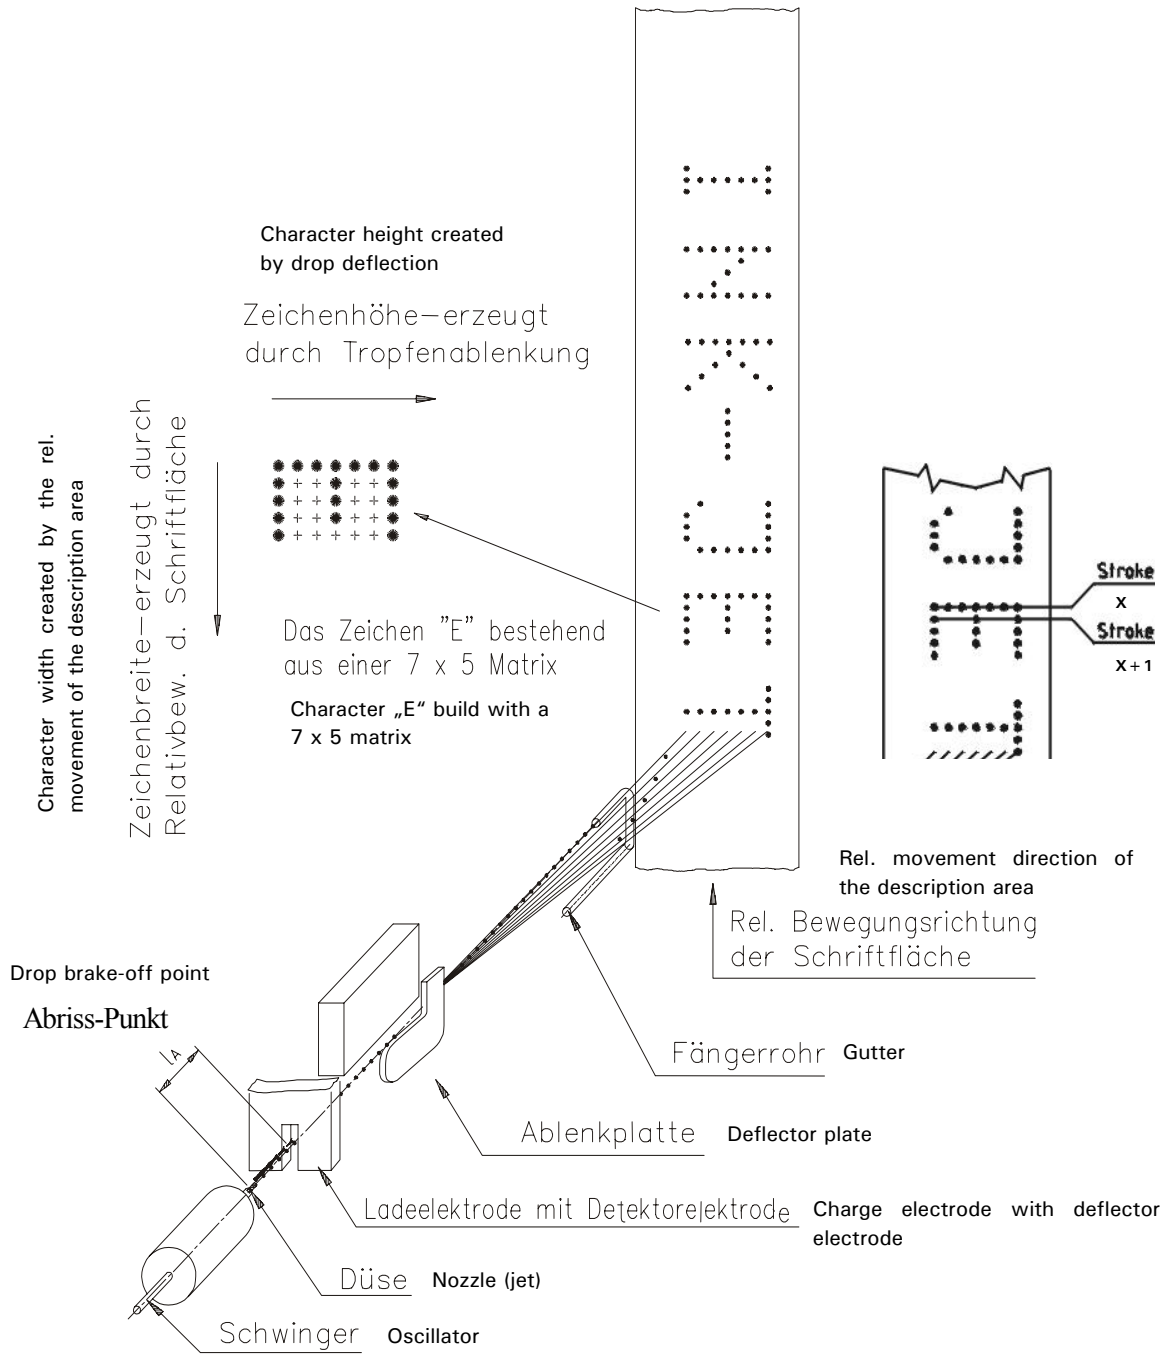 Character height created
by drop deflection
Zeichenhöhe-erzeugt
durch Tropfenablenkung
Character width created by the rel.
movement of the description area
Zeichenbreite-erzeugt durch
Relativbew. d. Schriftfläche
Das Zeichen "E" bestehend
aus einer 7 x 5 Matrix
Character „E“ build with a
7 x 5 matrix
INK-JET
Stroke
X
Stroke
X+1
JET
Rel. movement direction of
the description area
Rel. Bewegungsrichtung
der Schriftfläche
Drop brake-off point
Abriss-Punkt
lA
Fängerrohr Gutter
Ablenkplatte Deflector plate
Ladeelektrode mit Detektorelektrode Charge electrode with deflector
electrode
Düse Nozzle (jet)
Schwinger Oscillator